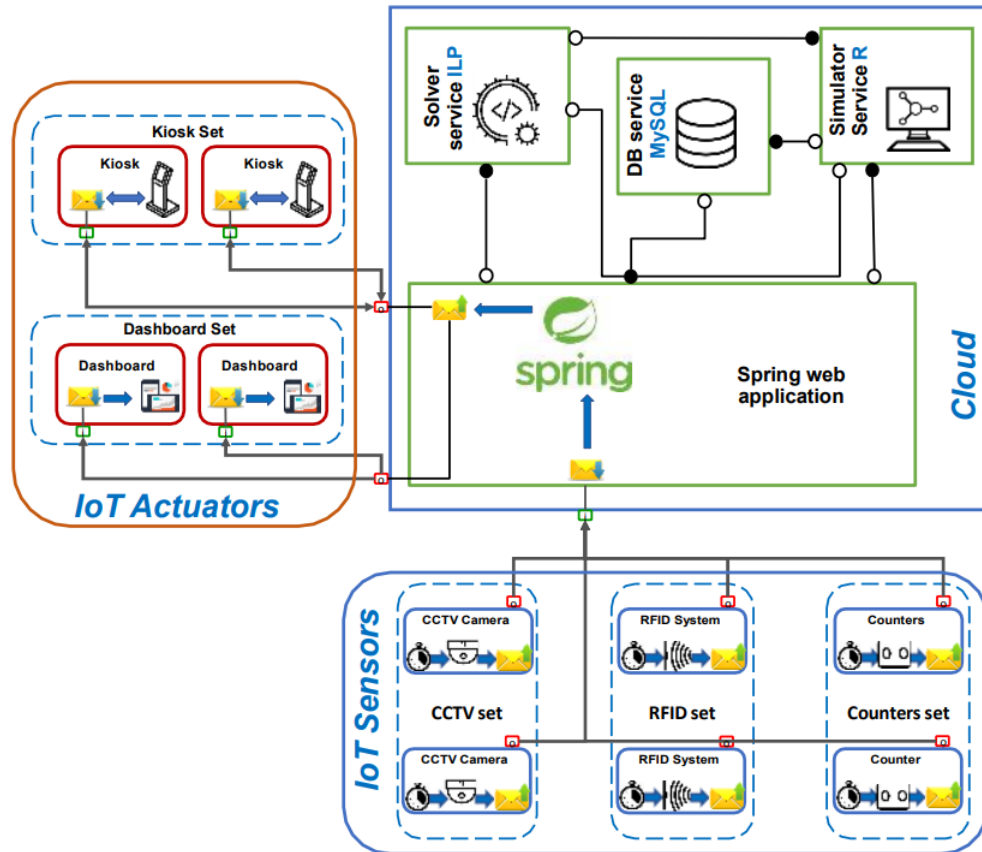 Solver
service ILP
DB service
MySQL
Simulator
Service R
Kiosk Set
Kiosk
Kiosk
Dashboard Set
Dashboard
Dashboard
IoT Actuators
spring
Spring web
application
Cloud
IoT Sensors
CCTV Camera
RFID System
Counters
CCTV set
RFID set
Counters set
CCTV Camera
RFID System
Counter